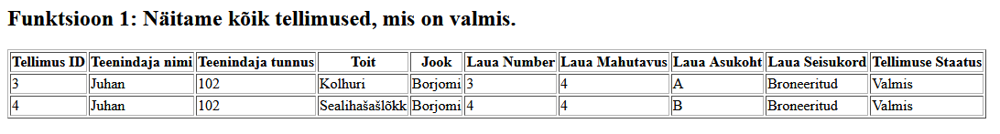 Funktsioon 1: Näitame kõik tellimused, mis on valmis.
Tellimus ID Teenindaja nimi Teenindaja tunnus Toit Jook Laua Number Laua Mahutavus Laua Asukoht Laua Seisukord Tellimuse Staatus
3 Juhan 102 Kolhuri Borjomi 3 4 A Broneeritud Valmis
4 Juhan 102 Sealihašašlõkk Borjomi 4 4 B Broneeritud Valmis